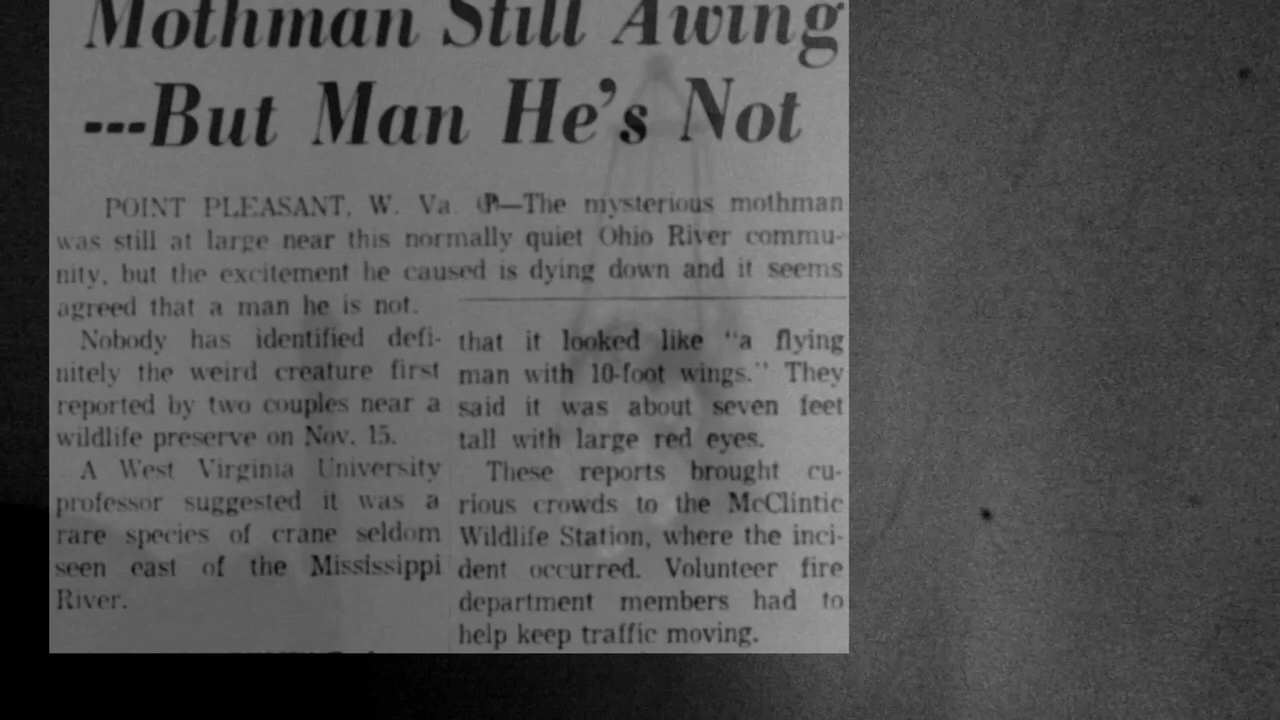 Mothman Still Awing
---But Man He's Not
POINT PLEASANT, W. Va. (AP)—The mysterious mothman
was still at large near this normally quiet Ohio River commu-
nity, but the excitement he caused is dying down and it seems
agreed that a man he is not.
Nobody has identified defi-
nitely the weird creature first
reported by two couples near a
wildlife preserve on Nov. 15.
A West Virginia University
professor suggested it was a
rare species of crane seldom
seen east of the Mississippi
River.
that it looked like "a flying
man with 10-foot wings." They
said it was about seven feet
tall with large red eyes.
These reports brought cu-
rious crowds to the McClintic
Wildlife Station, where the inci-
dent occurred. Volunteer fire
department members had to
help keep traffic moving.